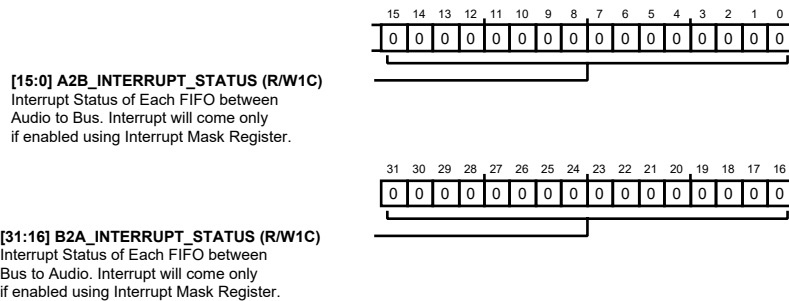 15 14 13 12 11 10 9 8 7 6 5 4 3 2 1 0
0 0 0 0 0 0 0 0 0 0 0 0 0 0 0 0
[15:0] A2B_INTERRUPT_STATUS (R/W1C)
Interrupt Status of Each FIFO between
Audio to Bus. Interrupt will come only
if enabled using Interrupt Mask Register.
31 30 29 28 27 26 25 24 23 22 21 20 19 18 17 16
0 0 0 0 0 0 0 0 0 0 0 0 0 0 0 0
[31:16] B2A_INTERRUPT_STATUS (R/W1C)
Interrupt Status of Each FIFO between
Bus to Audio. Interrupt will come only
if enabled using Interrupt Mask Register.